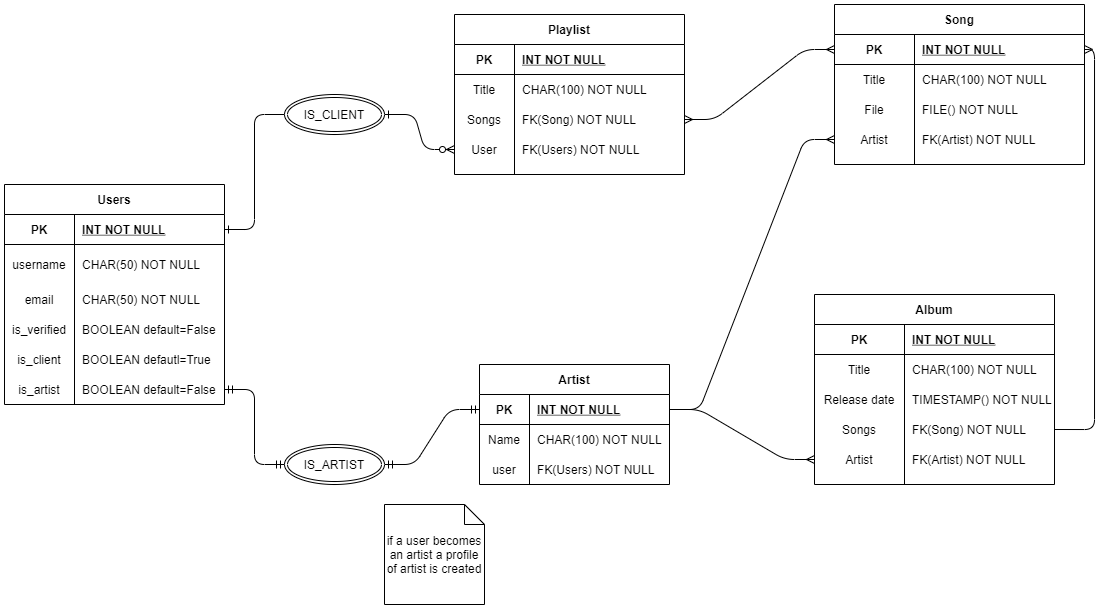 Playlist
PK INT NOT NULL
Title CHAR(100) NOT NULL
Songs FK(Song) NOT NULL
User FK(Users) NOT NULL
Song
PK INT NOT NULL
Title CHAR(100) NOT NULL
File FILE() NOT NULL
Artist FK(Artist) NOT NULL
IS_CLIENT
Users
PK INT NOT NULL
username CHAR(50) NOT NULL
email CHAR(50) NOT NULL
is_verified BOOLEAN default=False
is_client BOOLEAN defautl=True
is_artist BOOLEAN default=False
IS_ARTIST
Artist
PK INT NOT NULL
Name CHAR(100) NOT NULL
user FK(Users) NOT NULL
Album
PK INT NOT NULL
Title CHAR(100) NOT NULL
Release date TIMESTAMP() NOT NULL
Songs FK(Song) NOT NULL
Artist FK(Artist) NOT NULL
if a user becomes
an artist a profile
of artist is created